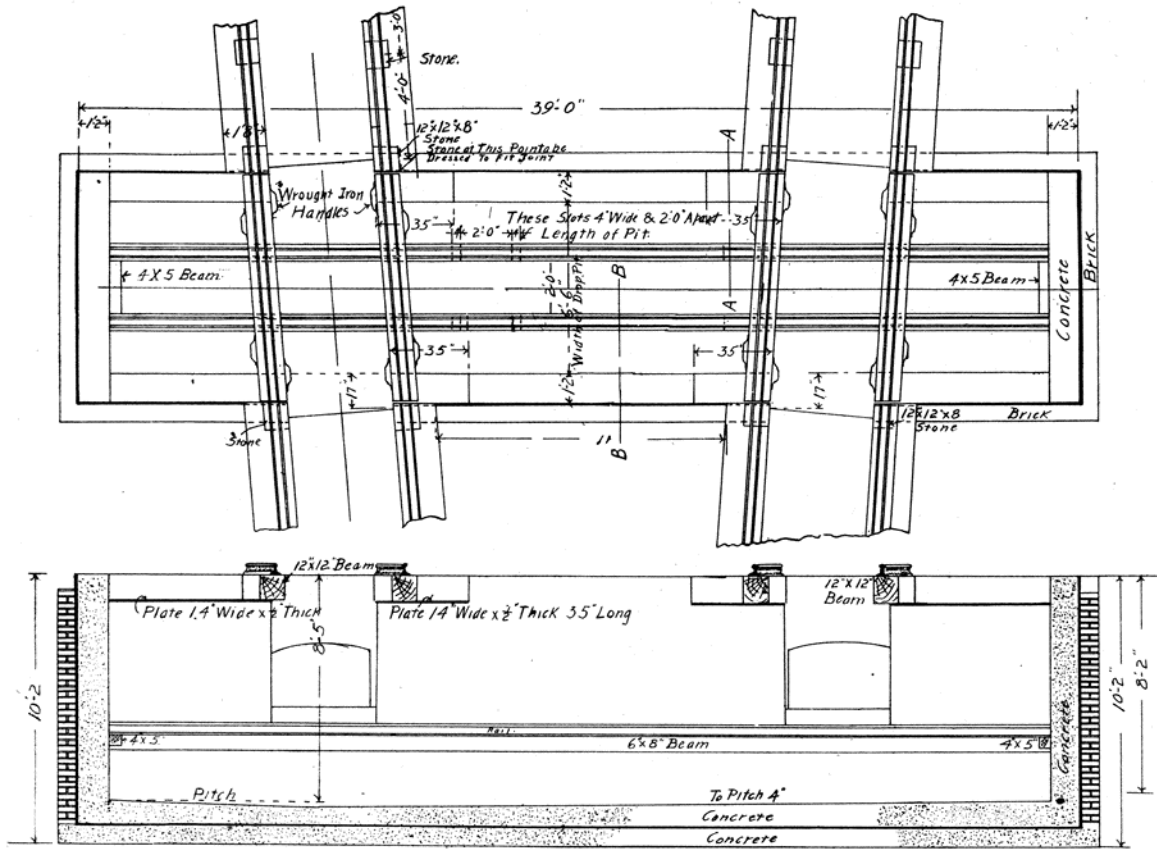 3'-0"
Stone.
4'-0"
39'-0"
1'2"
1'8"
12"x12"x8"
Stone
Stone at This Point to be
Dressed To Fit Joint
A
1'-2"
Wrought Iron
Handles
1'-2"
35"
These Slots 4" Wide & 2'-0" Apart
2'-0"
Length of Pit.
35"
B
4X5 Beam
2'-0"
5'-6"
Width of Drop Pit
A
4X5 Beam
Concrete
Brick
35"
35"
17"
1'-2"
17"
Stone
11'
B
12"x12"x8
Stone
Brick
12"x12" Beam
12"x12"
Beam
Plate 14" Wide x ½" Thick
Plate 14" Wide x ½" Thick 35" Long
8'-5"
10'-2
10'-2"
8'-2"
Rail.
4"x5"
6"x8" Beam
4"x5"
Concrete
Pitch
To Pitch 4"
Concrete
Concrete